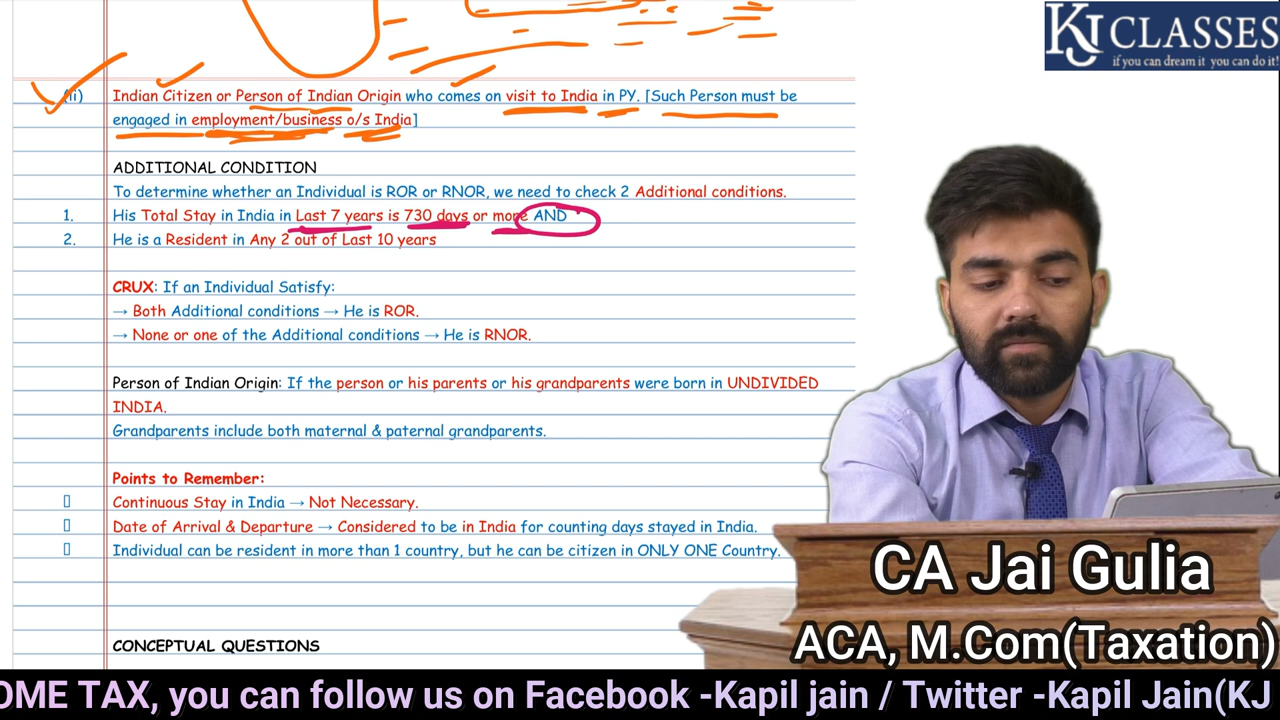 KJ CLASSES
if you can dream it you can do it!
(ii) Indian Citizen or Person of Indian Origin who comes on visit to India in PY. [Such Person must be
engaged in employment/business o/s India]
ADDITIONAL CONDITION
To determine whether an Individual is ROR or RNOR, we need to check 2 Additional conditions.
1. His Total Stay in India in Last 7 years is 730 days or more AND
2. He is a Resident in Any 2 out of Last 10 years
CRUX: If an Individual Satisfy:
→ Both Additional conditions → He is ROR.
→ None or one of the Additional conditions → He is RNOR.
Person of Indian Origin: If the person or his parents or his grandparents were born in UNDIVIDED
INDIA.
Grandparents include both maternal & paternal grandparents.
Points to Remember:
Continuous Stay in India → Not Necessary.
Date of Arrival & Departure → Considered to be in India for counting days stayed in India.
Individual can be resident in more than 1 country, but he can be citizen in ONLY ONE Country.
CONCEPTUAL QUESTIONS
CA Jai Gulia
ACA, M.Com(Taxation)
OME TAX, you can follow us on Facebook -Kapil jain / Twitter -Kapil Jain(KJ